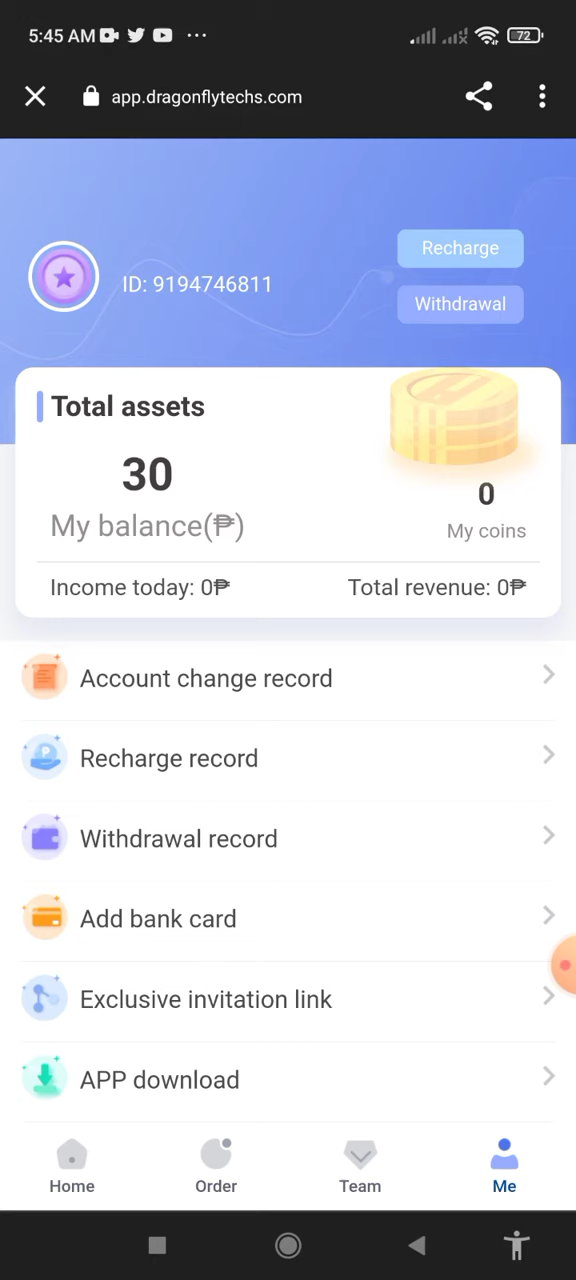 5:45 AM
72
app.dragonflytechs.com
Recharge
ID: 9194746811
Withdrawal
Total assets
30
0
My balance(₱)
My coins
Income today: 0₱
Total revenue: 0₱
Account change record
Recharge record
Withdrawal record
Add bank card
Exclusive invitation link
APP download
Home
Order
Team
Me